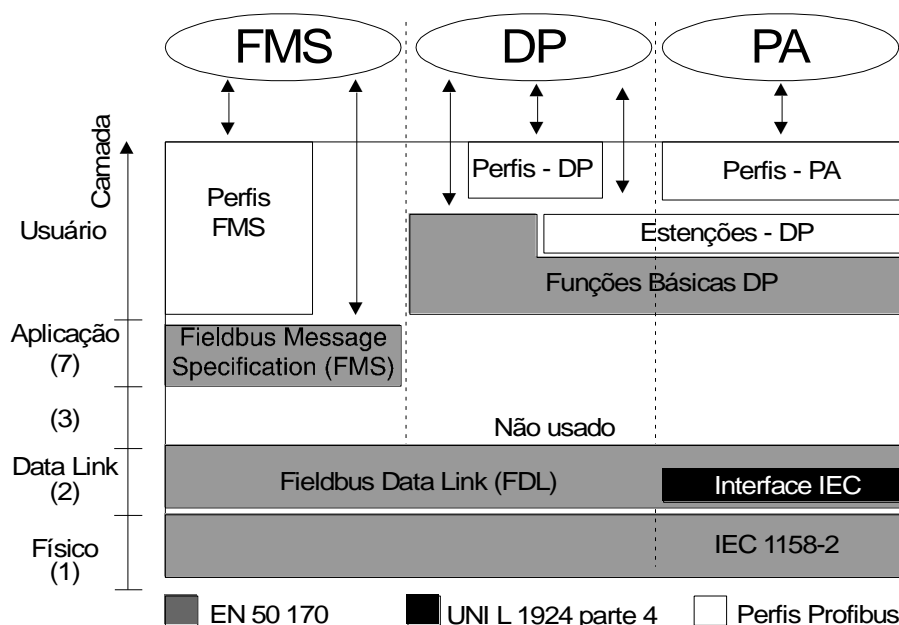 FMS
DP
PA
Camada
Perfis
FMS
Perfis - DP
Perfis - PA
Usuário
Estenções - DP
Funções Básicas DP
Aplicação
(7)
Fieldbus Message
Specification (FMS)
(3)
Não usado
Data Link
(2)
Fieldbus Data Link (FDL)
Interface IEC
Físico
(1)
IEC 1158-2
EN 50 170
UNI L 1924 parte 4
Perfis Profibus